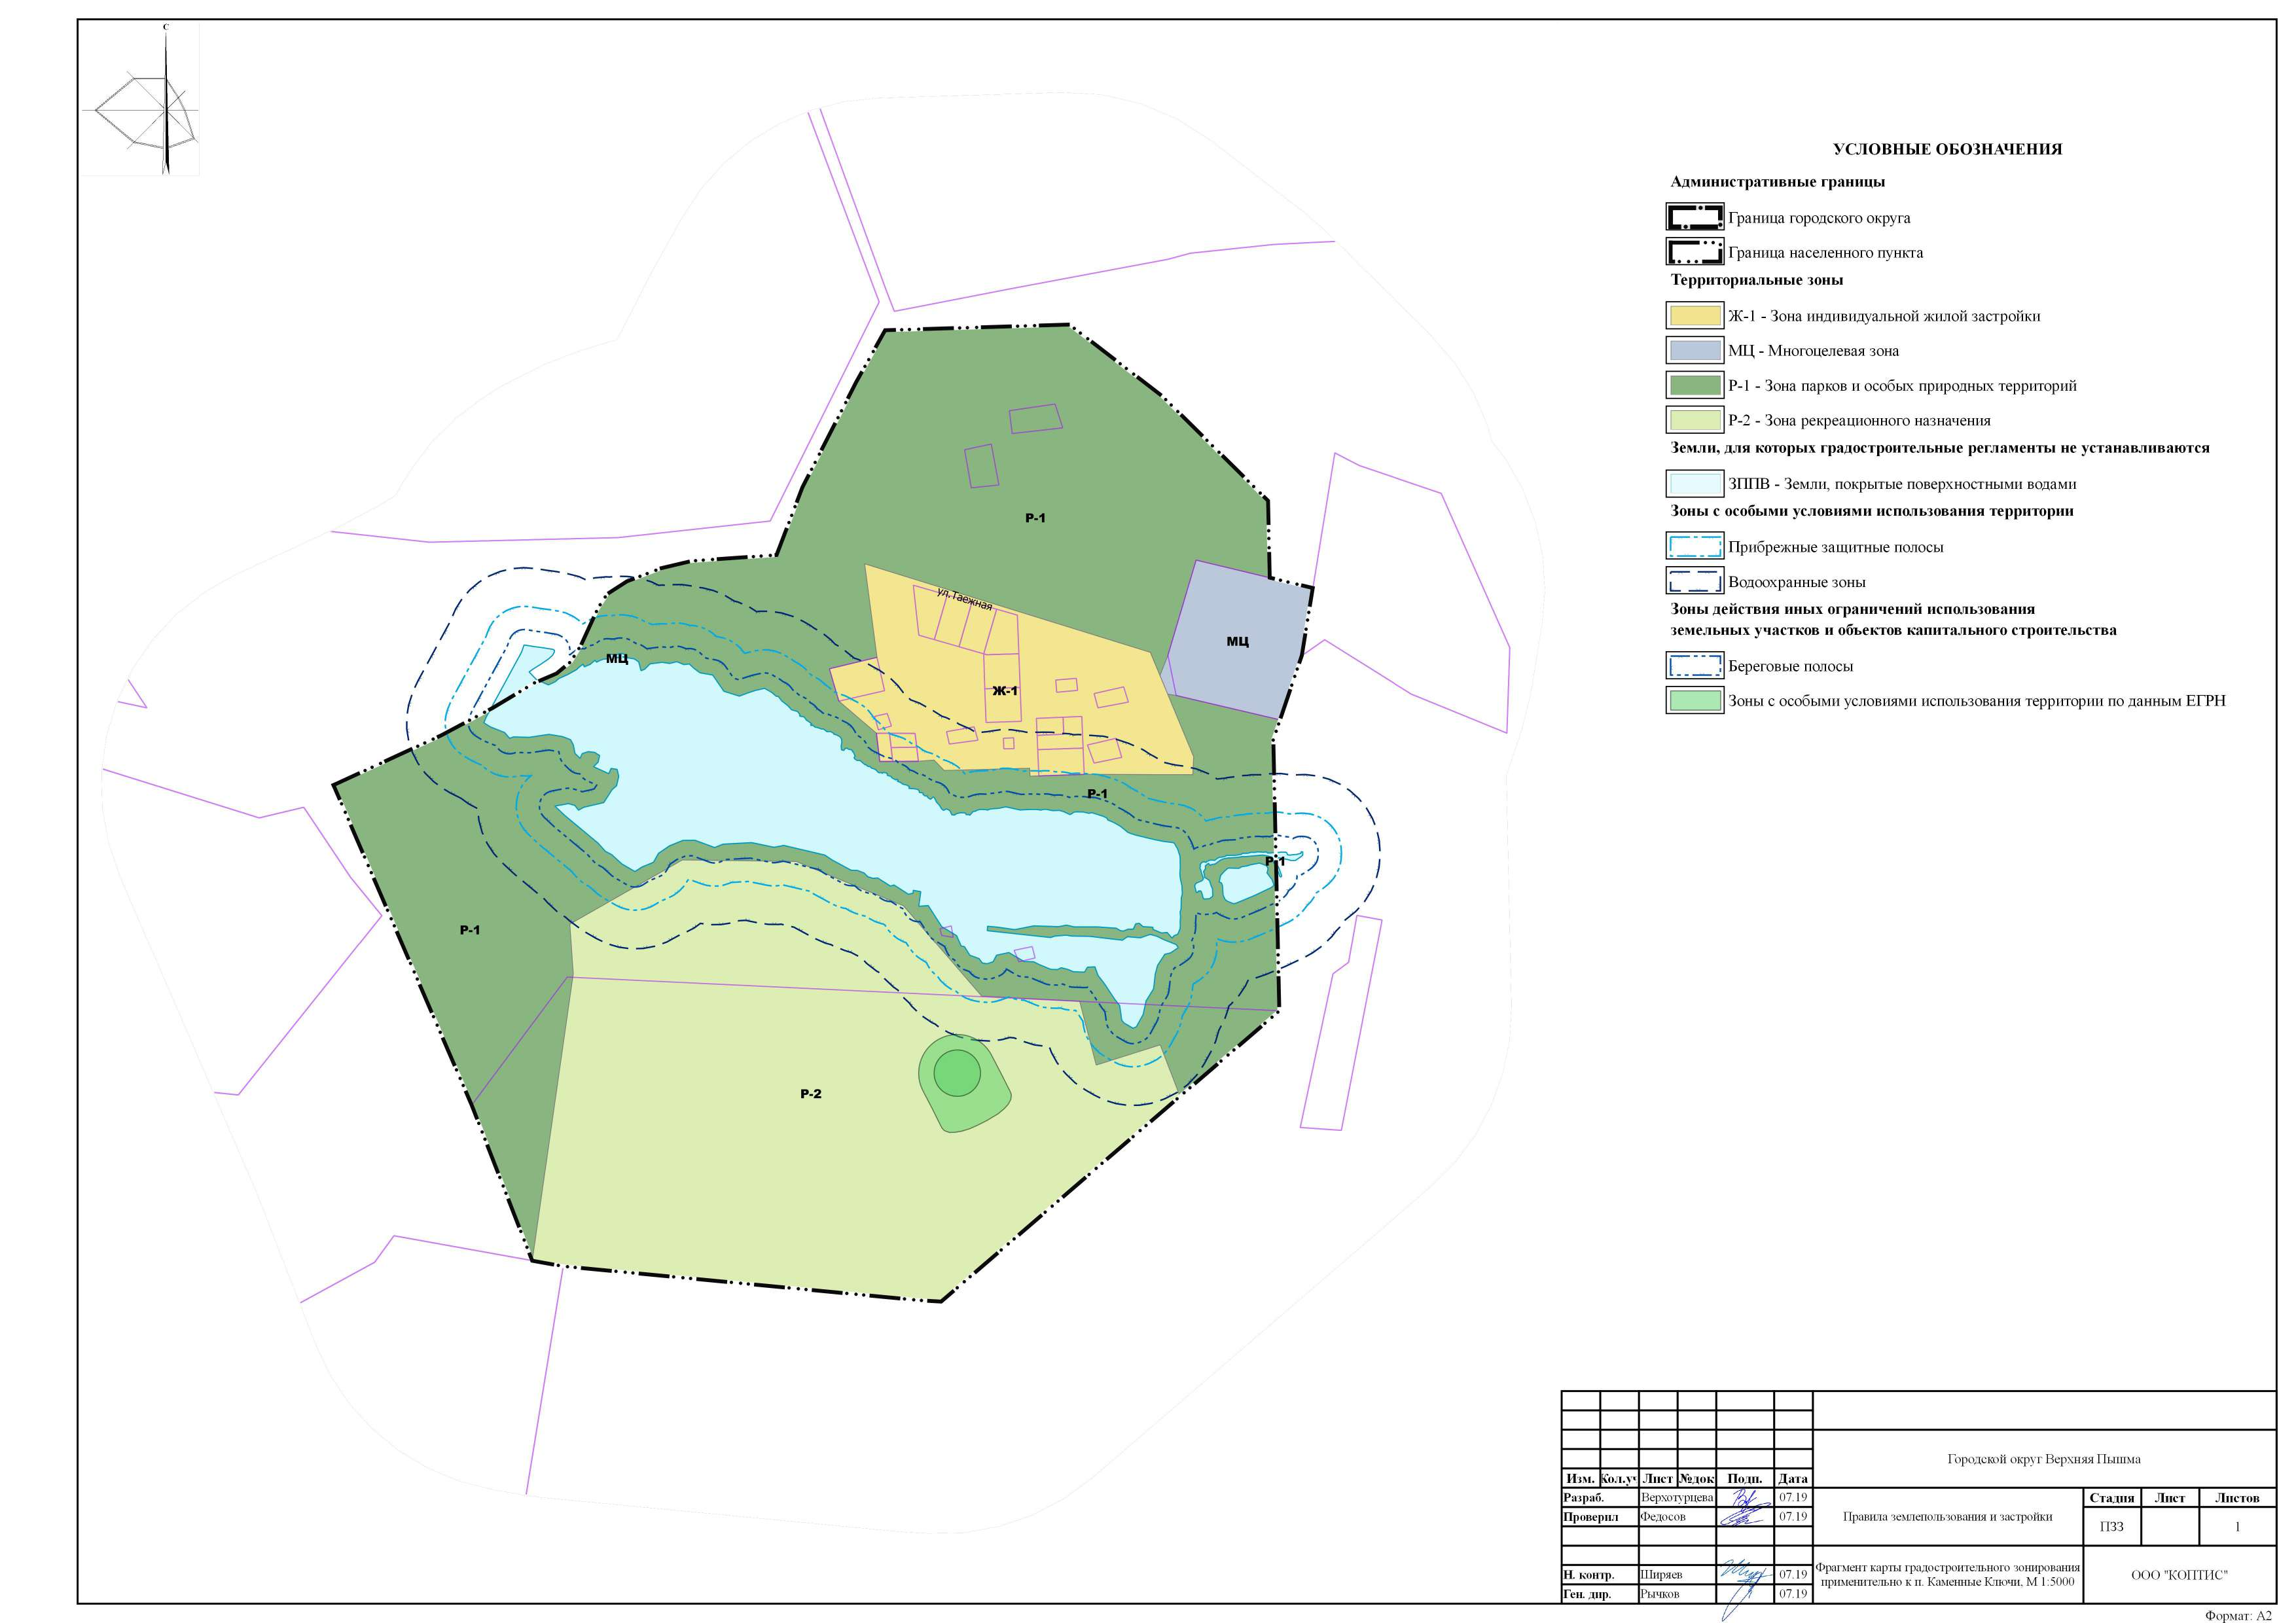 С
УСЛОВНЫЕ ОБОЗНАЧЕНИЯ
Административные границы
Граница городского округа
Граница населенного пункта
Территориальные зоны
Ж-1 - Зона индивидуальной жилой застройки
МЦ - Многоцелевая зона
Р-1 - Зона парков и особых природных территорий
Р-2 - Зона рекреационного назначения
Земли, для которых градостроительные регламенты не устанавливаются
ЗППВ - Земли, покрытые поверхностными водами
Зоны с особыми условиями использования территории
Прибрежные защитные полосы
Водоохранные зоны
Зоны действия иных ограничений использования
земельных участков и объектов капитального строительства
Береговые полосы
Зоны с особыми условиями использования территории по данным ЕГРН
Р-1
ул.Таежная
МЦ
МЦ
Ж-1
Р-1
Р-1
Р-1
Р-2
Городской округ Верхняя Пышма
Изм. Кол.уч Лист №док Подп. Дата
Разраб. Верхотурцева 07.19
Проверил Федосов 07.19
Правила землепользования и застройки
Стадия Лист Листов
ПЗЗ 1
Н. контр. Ширяев 07.19
Ген. дир. Рычков 07.19
Фрагмент карты градостроительного зонирования
применительно к п. Каменные Ключи, М 1:5000
ООО "КОПТИС"
Формат: А2